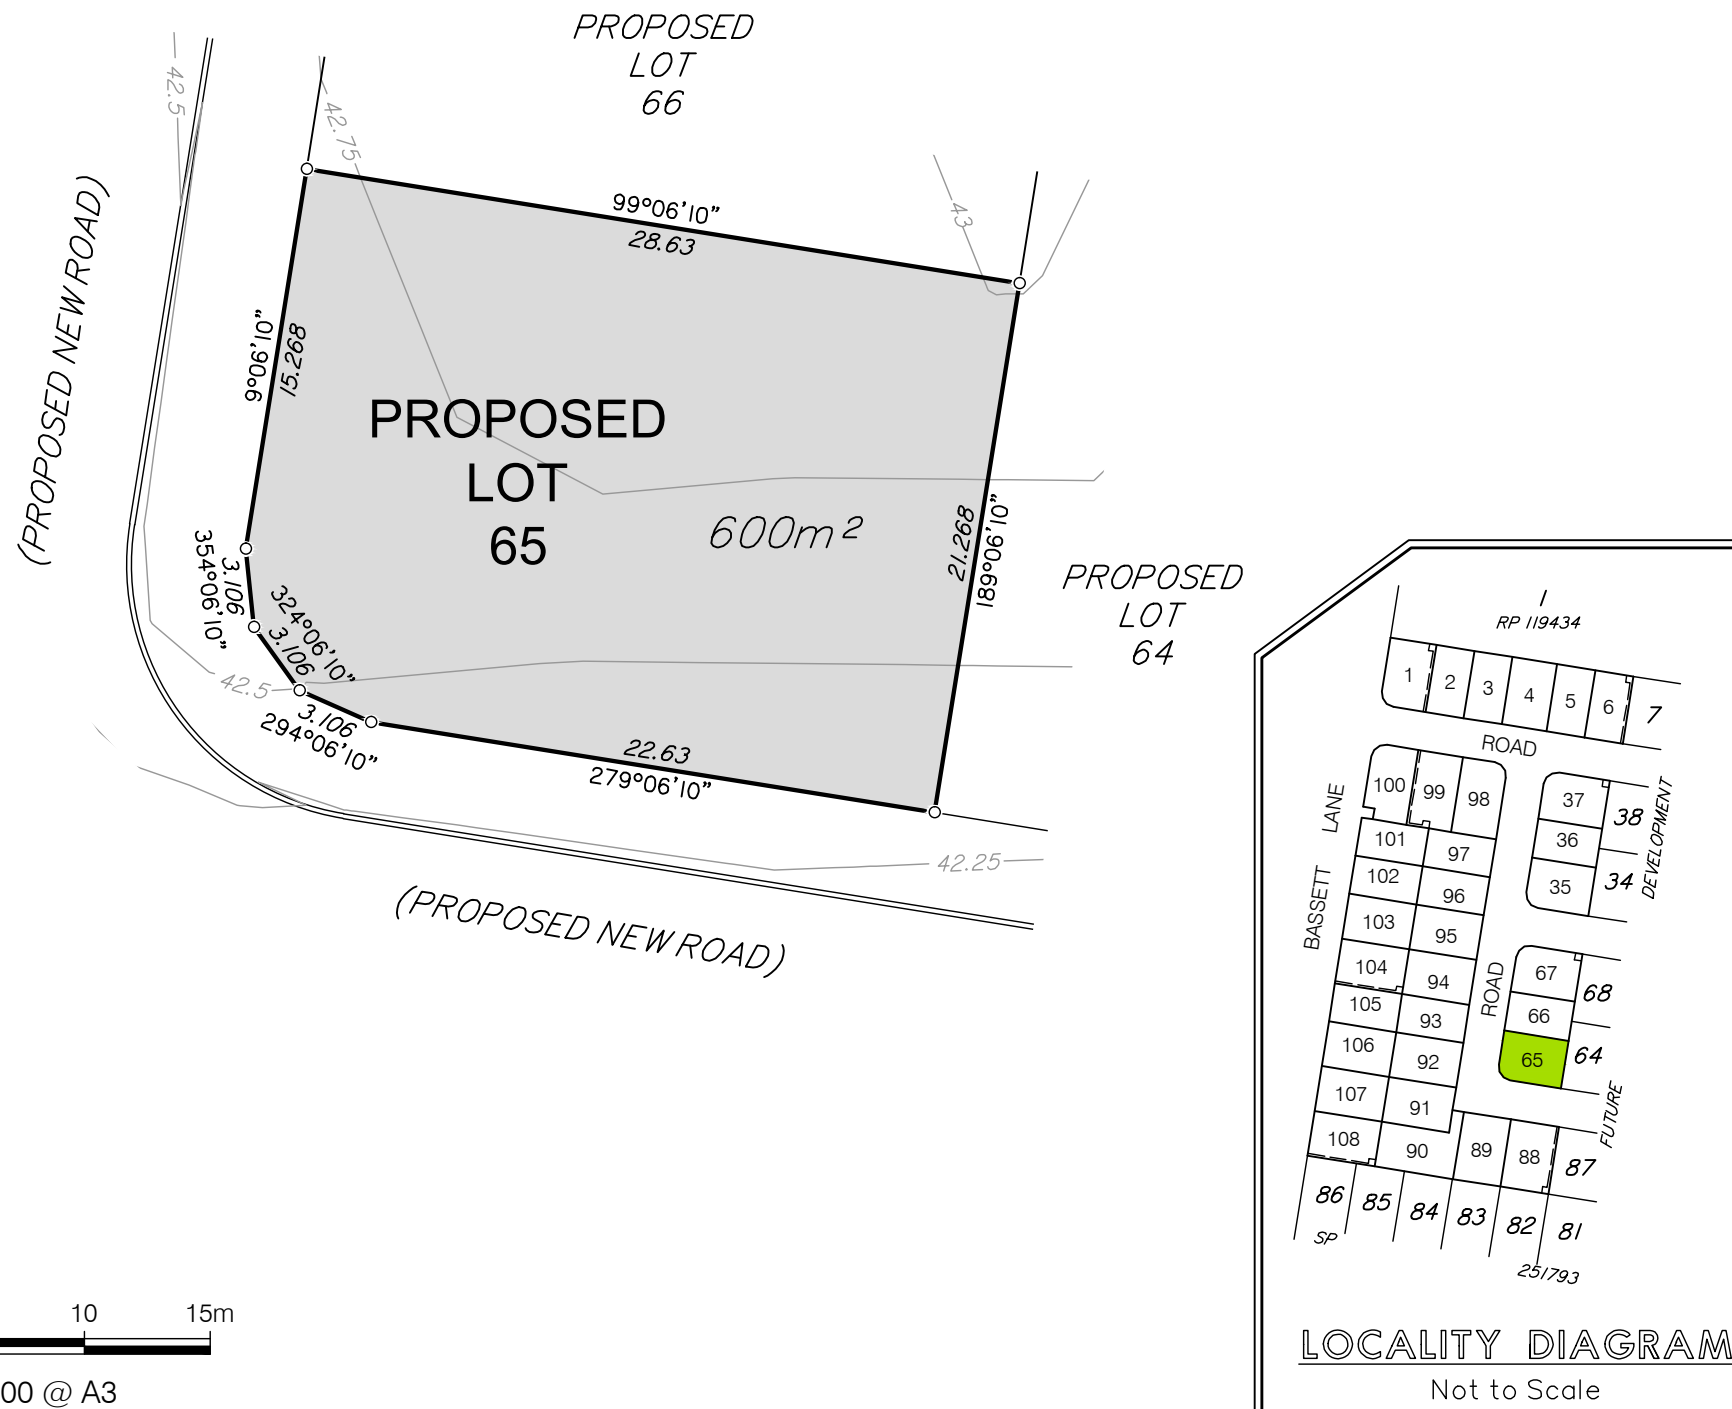 PROPOSED
LOT
66
42.5
42.75
43
99°06'10"
28.63
(PROPOSED NEW ROAD)
9°06'10"
15.268
PROPOSED
LOT
65
600m²
21.268
189°06'10"
354°06'10"
3.106
324°06'10"
3.106
PROPOSED
LOT
64
42.5
3.106
294°06'10"
22.63
279°06'10"
42.25
(PROPOSED NEW ROAD)
10 15m
00 @ A3
1
RP 119434
1 2 3 4 5 6 7
ROAD
BASSETT LANE
100 99 98
37 38
101 97
36
DEVELOPMENT
102 96
35 34
103 95
104 94
ROAD
67 68
105 93
66
106 92
65 64
107 91
FUTURE
108 90 89 88 87
86 85 84 83 82 81
SP
251793
LOCALITY DIAGRAM
Not to Scale